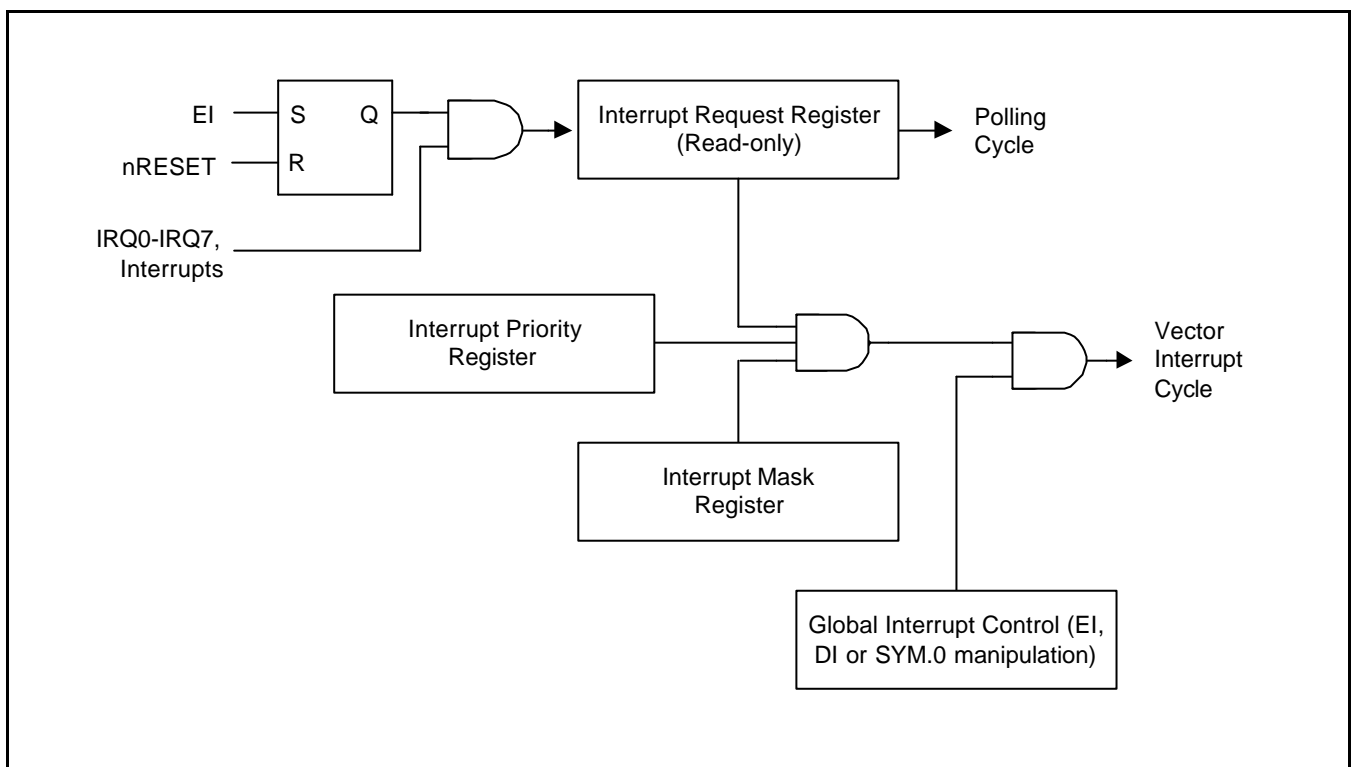 EI
S
Q
nRESET
R
IRQ0-IRQ7,
Interrupts
Interrupt Request Register
(Read-only)
Polling
Cycle
Interrupt Priority
Register
Vector
Interrupt
Cycle
Interrupt Mask
Register
Global Interrupt Control (EI,
DI or SYM.0 manipulation)